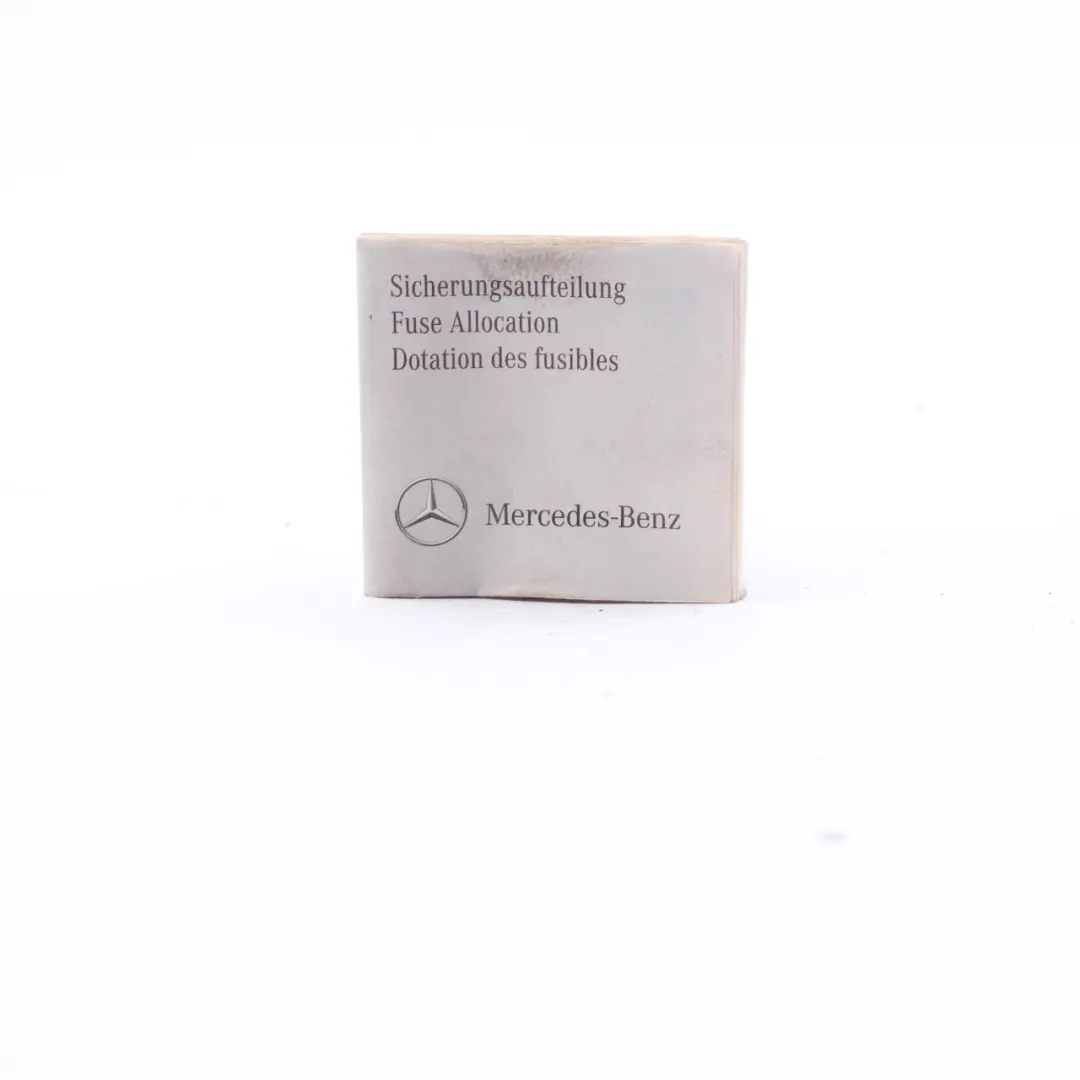 Sicherungsaufteilung
Fuse Allocation
Dotation des fusibles
Mercedes-Benz